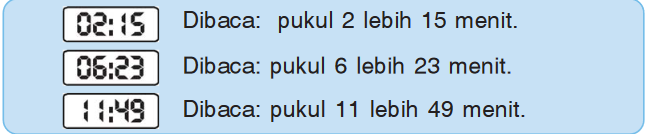 02:15 Dibaca: pukul 2 lebih 15 menit.
06:23 Dibaca: pukul 6 lebih 23 menit.
11:49 Dibaca: pukul 11 lebih 49 menit.